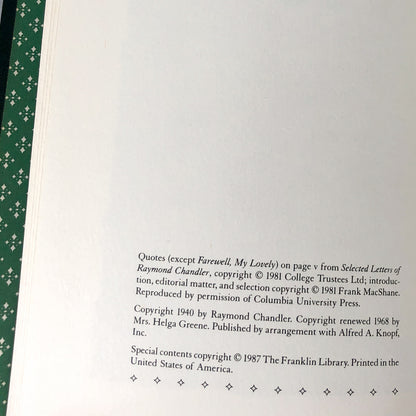 Quotes (except Farewell, My Lovely) on page v from Selected Letters of
Raymond Chandler, copyright © 1981 College Trustees Ltd; introduc-
tion, editorial matter, and selection copyright © 1981 Frank MacShane.
Reproduced by permission of Columbia University Press.
Copyright 1940 by Raymond Chandler. Copyright renewed 1968 by
Mrs. Helga Greene. Published by arrangement with Alfred A. Knopf,
Inc.
Special contents copyright © 1987 The Franklin Library. Printed in the
United States of America.